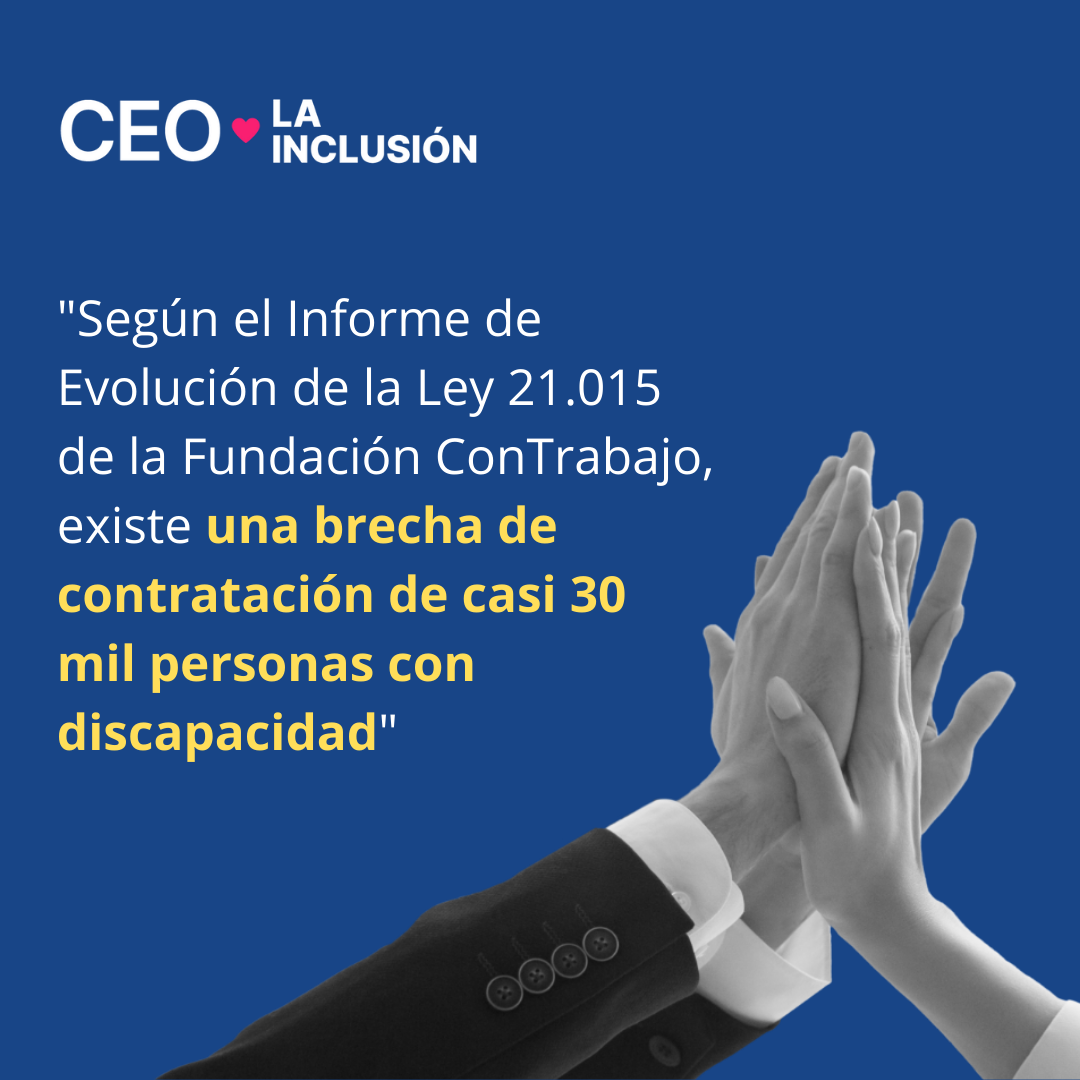 CEO LA
INCLUSIÓN
"Según el Informe de
Evolución de la Ley 21.015
de la Fundación ConTrabajo,
existe una brecha de
contratación de casi 30
mil personas con
discapacidad"